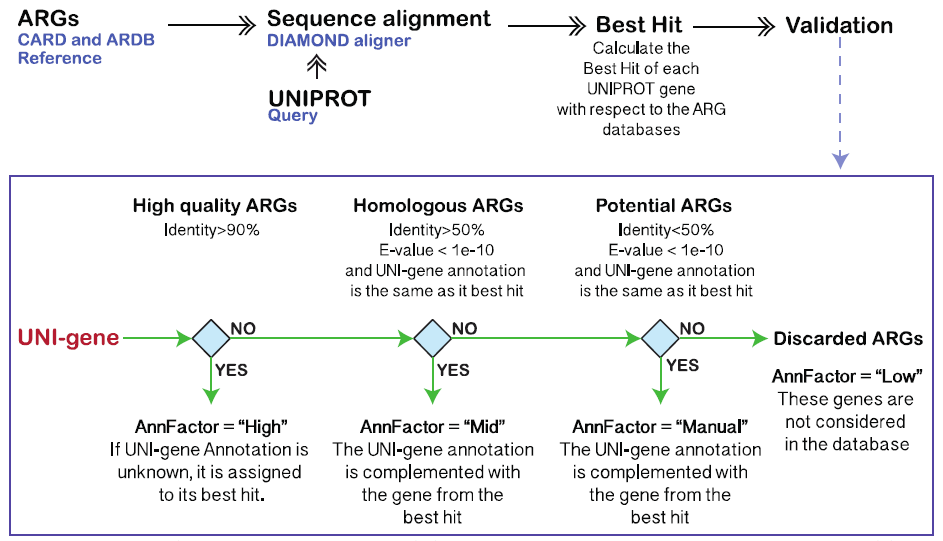 ARGs
CARD and ARDB
Reference
Sequence alignment
DIAMOND aligner
UNIPROT
Query
Best Hit
Calculate the
Best Hit of each
UNIPROT gene
with respect to the ARG
databases
Validation
High quality ARGs
Identity>90%
Homologous ARGs
Identity>50%
E-value < 1e-10
and UNI-gene annotation
is the same as it best hit
Potential ARGs
Identity<50%
E-value < 1e-10
and UNI-gene annotation
is the same as it best hit
UNI-gene
NO
YES
NO
YES
NO
YES
Discarded ARGs
AnnFactor = “High”
If UNI-gene Annotation is
unknown, it is assigned
to its best hit.
AnnFactor = “Mid”
The UNI-gene annotation
is complemented with
the gene from the
best hit
AnnFactor = “Manual”
The UNI-gene annotation
is complemented with
the gene from the
best hit
AnnFactor = “Low”
These genes are
not considered
in the database